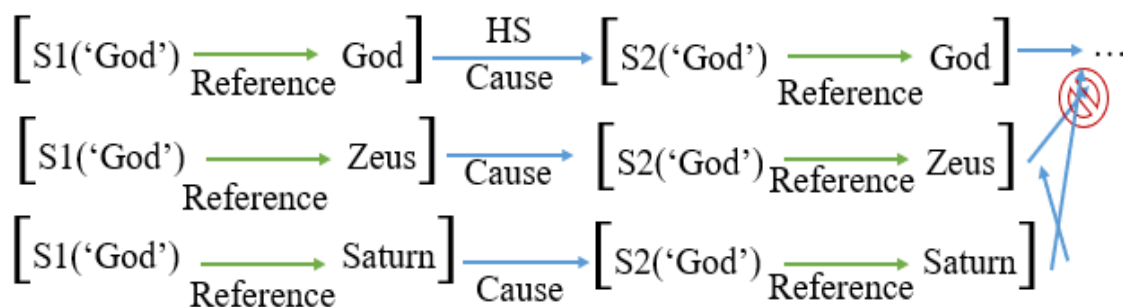 [S1(‘God’) God] HS [S2(‘God’) God] …
Reference Cause Reference
[S1(‘God’) Zeus] Cause [S2(‘God’) Zeus]
Reference Reference
[S1(‘God’) Saturn] [S2(‘God’) Saturn]
Reference Cause Reference